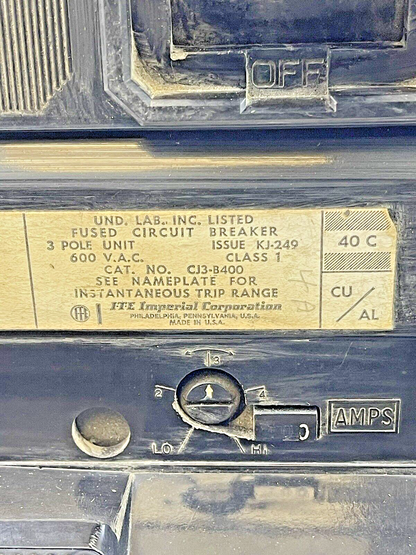 OFF
UND. LAB. INC. LISTED
FUSED CIRCUIT BREAKER
3 POLE UNIT ISSUE KJ-249
600 V.A.C. CLASS 1
CAT. NO. CJ3-B400
SEE NAMEPLATE FOR
INSTANTANEOUS TRIP RANGE
I-T-E Imperial Corporation
PHILADELPHIA, PENNSYLVANIA, U.S.A.
MADE IN U.S.A.
40 C
CU/AL
3
2 4
LO HI
0 AMPS